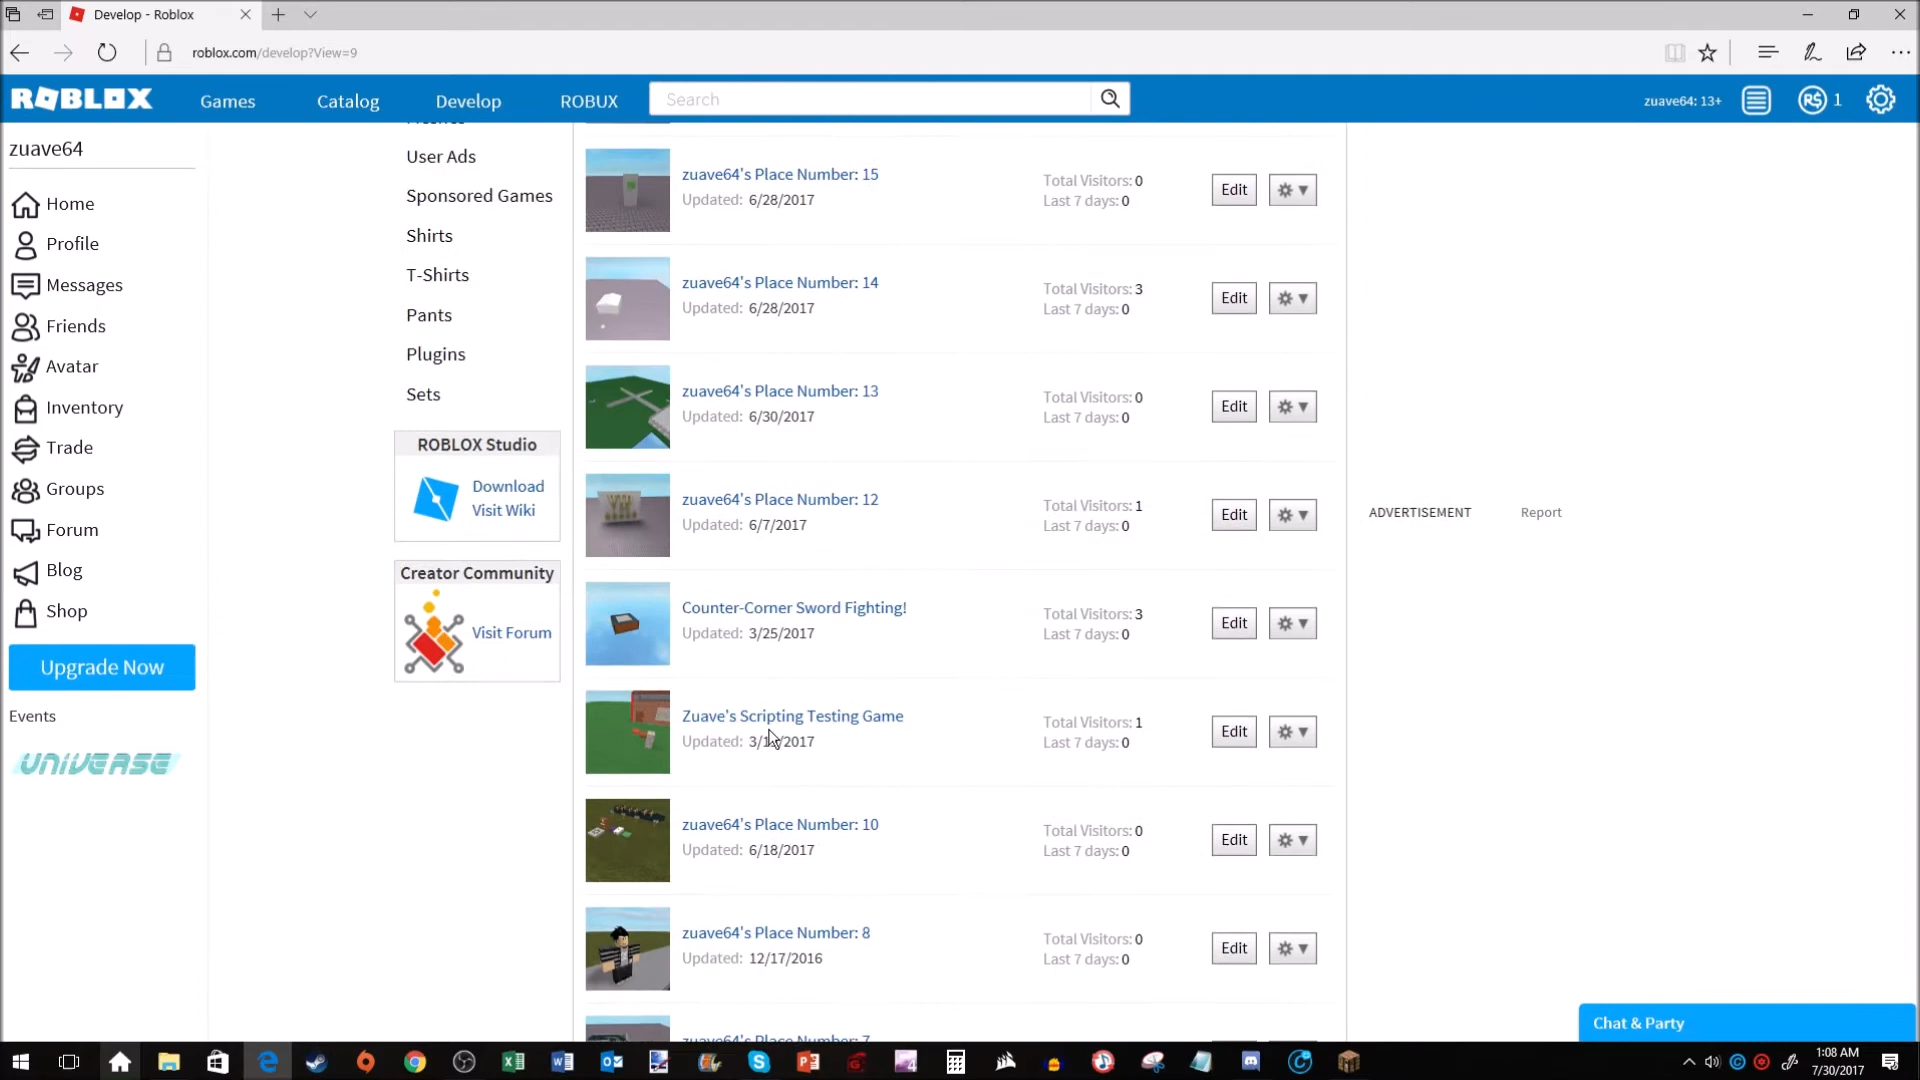 Develop - Roblox
roblox.com/develop?View=9
ROBLOX Games Catalog Develop ROBUX Search zuave64: 13+ R$ 1
zuave64
Home
Profile
Messages
Friends
Avatar
Inventory
Trade
Groups
Forum
Blog
Shop
Upgrade Now
Events
UNIVERSE
User Ads
Sponsored Games
Shirts
T-Shirts
Pants
Plugins
Sets
ROBLOX Studio
Download
Visit Wiki
Creator Community
Visit Forum
zuave64's Place Number: 15
Updated: 6/28/2017
Total Visitors: 0
Last 7 days: 0
Edit
zuave64's Place Number: 14
Updated: 6/28/2017
Total Visitors: 3
Last 7 days: 0
Edit
zuave64's Place Number: 13
Updated: 6/30/2017
Total Visitors: 0
Last 7 days: 0
Edit
zuave64's Place Number: 12
Updated: 6/7/2017
Total Visitors: 1
Last 7 days: 0
Edit
Counter-Corner Sword Fighting!
Updated: 3/25/2017
Total Visitors: 3
Last 7 days: 0
Edit
Zuave's Scripting Testing Game
Updated:
Total Visitors: 1
Last 7 days: 0
Edit
zuave64's Place Number: 10
Updated: 6/18/2017
Total Visitors: 0
Last 7 days: 0
Edit
zuave64's Place Number: 8
Updated: 12/17/2016
Total Visitors: 0
Last 7 days: 0
Edit
zuave64's Place Number: 7
ADVERTISEMENT Report
Chat & Party
1:08 AM
7/30/2017